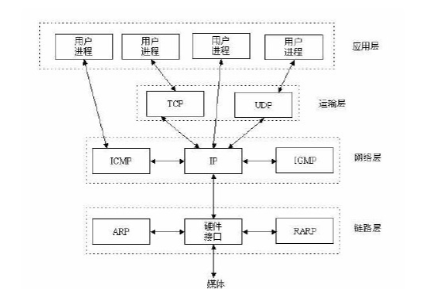 用户 用户 用户 用户
进程 进程 进程 进程
应用层
TCP
UDP
运输层
ICMP
IP
IGMP
网络层
ARP
硬件
接口
RARP
链路层
媒体